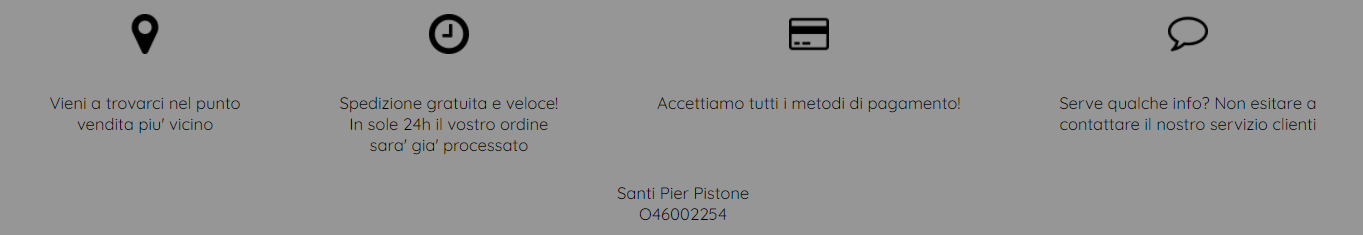 Vieni a trovarci nel punto
vendita piu' vicino
Spedizione gratuita e veloce!
In sole 24h il vostro ordine
sara' gia' processato
Accettiamo tutti i metodi di pagamento!
Serve qualche info? Non esitare a
contattare il nostro servizio clienti
Santi Pier Pistone
O46002254